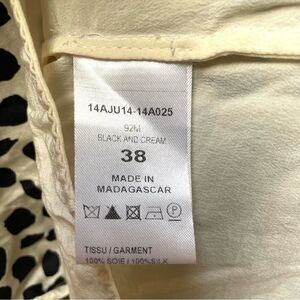 14AJU14-14A025
92M
BLACK AND CREAM
38
MADE IN
MADAGASCAR
P
TISSU / GARMENT
100% SOIE / 100%SILK